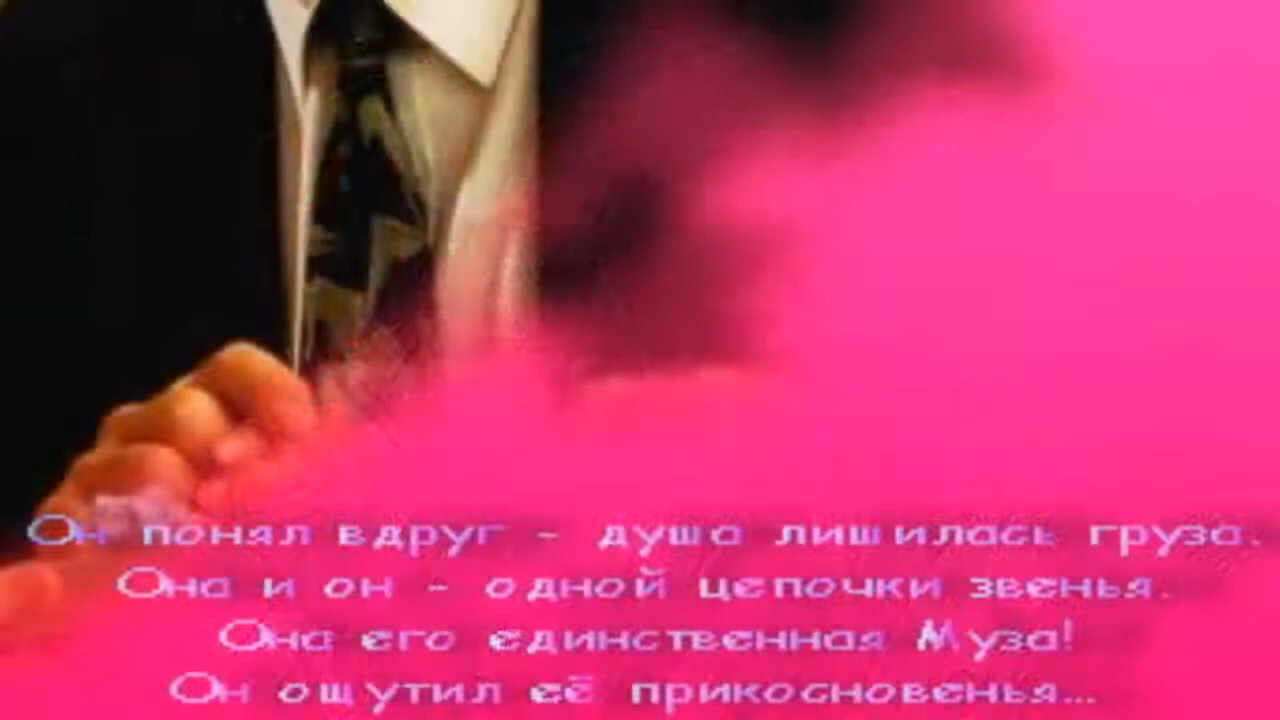 Он понял вдруг - душа лишилась груза.
Она и он - одной цепочки звенья.
Она его единственная Муза!
Он ощутил её прикосновенья...